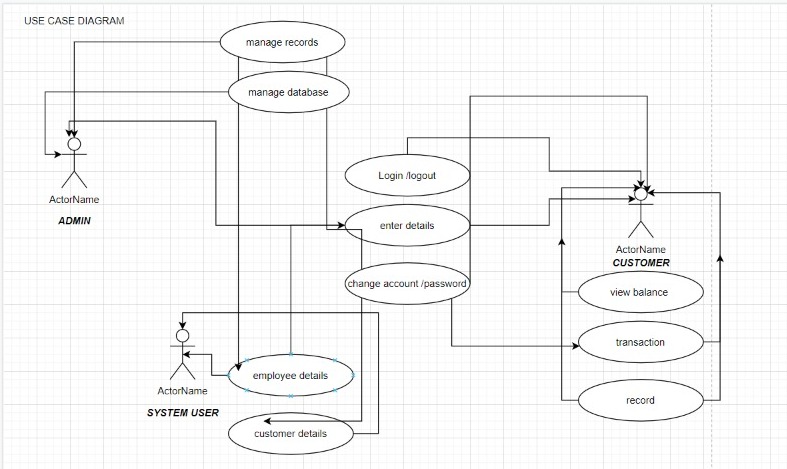 USE CASE DIAGRAM
manage records
manage database
ActorName
ADMIN
Login /logout
enter details
change account /password
ActorName
CUSTOMER
view balance
transaction
record
ActorName
SYSTEM USER
employee details
customer details